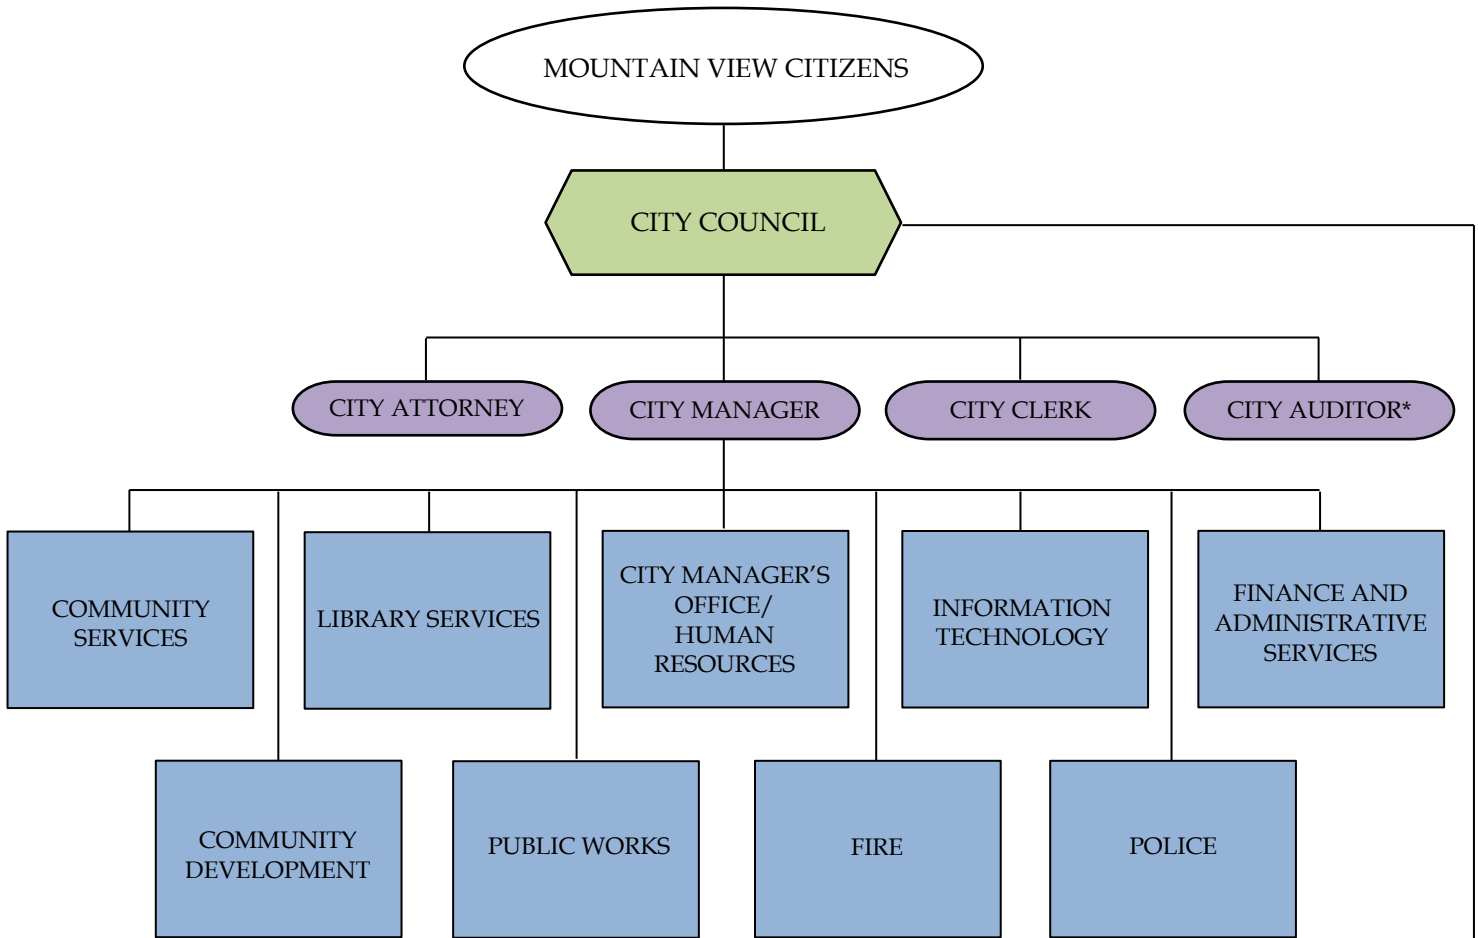 MOUNTAIN VIEW CITIZENS
CITY COUNCIL
CITY ATTORNEY
CITY MANAGER
CITY CLERK
CITY AUDITOR*
COMMUNITY
SERVICES
LIBRARY SERVICES
CITY MANAGER’S
OFFICE/
HUMAN
RESOURCES
INFORMATION
TECHNOLOGY
FINANCE AND
ADMINISTRATIVE
SERVICES
COMMUNITY
DEVELOPMENT
PUBLIC WORKS
FIRE
POLICE